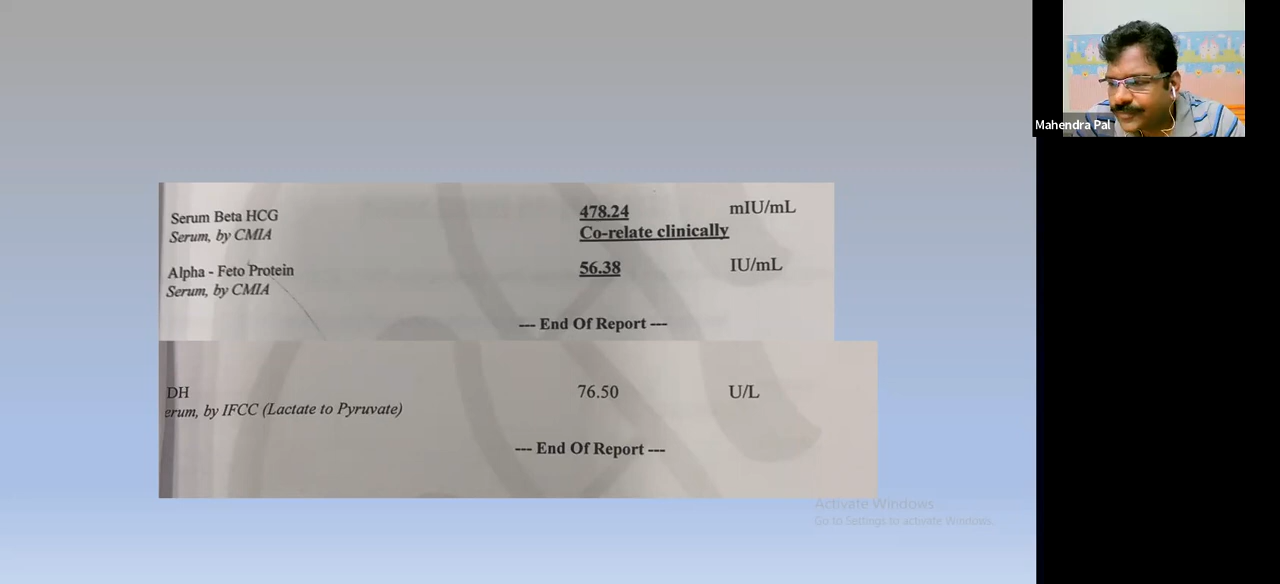 Serum Beta HCG 478.24 mIU/mL
Serum, by CMIA Co-relate clinically
Alpha - Feto Protein 56.38 IU/mL
Serum, by CMIA
--- End Of Report ---
DH 76.50 U/L
erum, by IFCC (Lactate to Pyruvate)
--- End Of Report ---
Mahendra Pal
Activate Windows
Go to Settings to activate Windows.